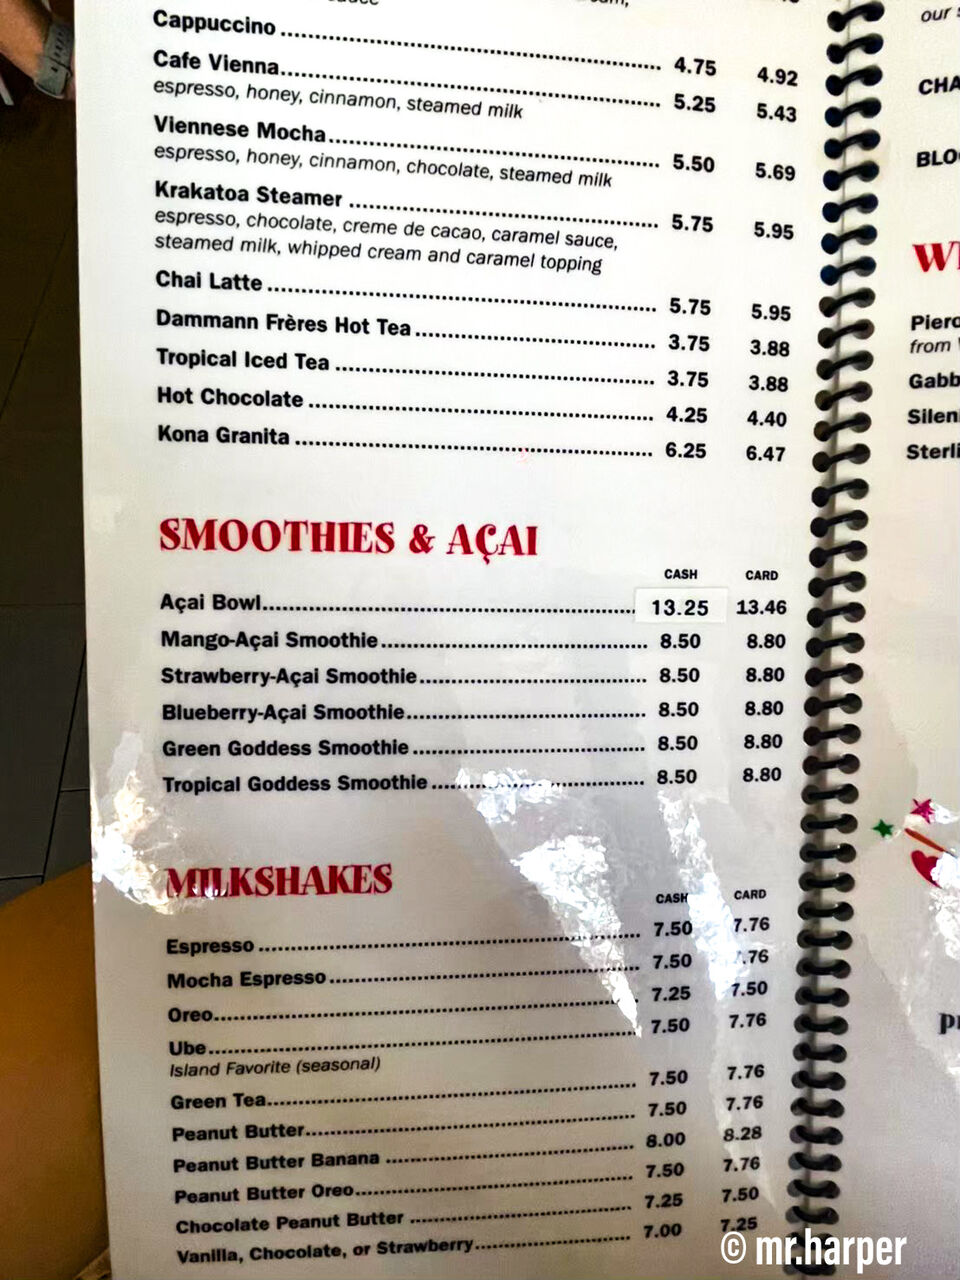 Cappuccino 4.75 4.92
Cafe Vienna 5.25 5.43
espresso, honey, cinnamon, steamed milk
Viennese Mocha 5.50 5.69
espresso, honey, cinnamon, chocolate, steamed milk
Krakatoa Steamer 5.75 5.95
espresso, chocolate, creme de cacao, caramel sauce,
steamed milk, whipped cream and caramel topping
Chai Latte 5.75 5.95
Dammann Frères Hot Tea 3.75 3.88
Tropical Iced Tea 3.75 3.88
Hot Chocolate 4.25 4.40
Kona Granita 6.25 6.47
SMOOTHIES & AÇAI
CASH CARD
Açai Bowl 13.25 13.46
Mango-Açai Smoothie 8.50 8.80
Strawberry-Açai Smoothie 8.50 8.80
Blueberry-Açai Smoothie 8.50 8.80
Green Goddess Smoothie 8.50 8.80
Tropical Goddess Smoothie 8.50 8.80
MILKSHAKES
CASH CARD
Espresso 7.50 7.76
Mocha Espresso 7.50 .76
Oreo 7.25 7.50
Ube 7.50 7.76
Island Favorite (seasonal)
Green Tea 7.50 7.76
Peanut Butter 7.50 7.76
Peanut Butter Banana 8.00 8.28
Peanut Butter Oreo 7.50 7.76
Chocolate Peanut Butter 7.25 7.50
Vanilla, Chocolate, or Strawberry 7.00 7.25
our
from
© mr.harper